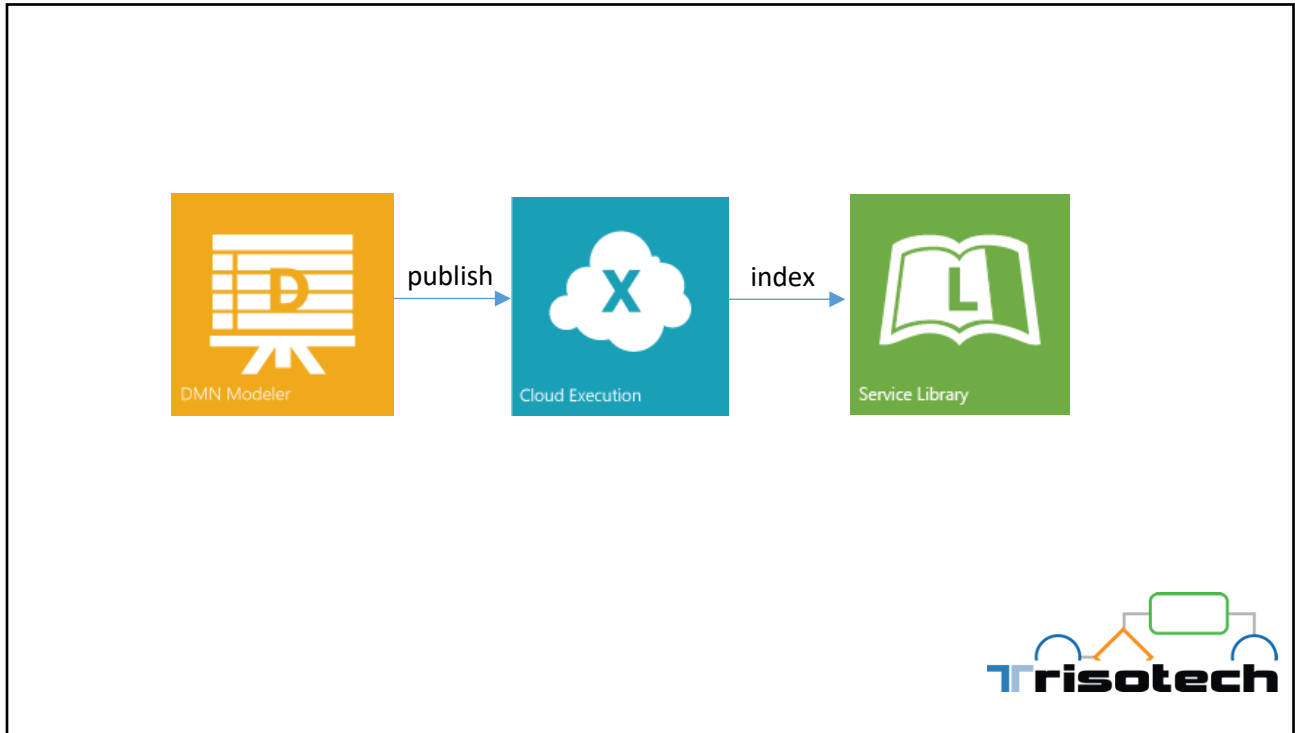 D
publish
X
index
L
DMN Modeler
Cloud Execution
Service Library
Trisotech